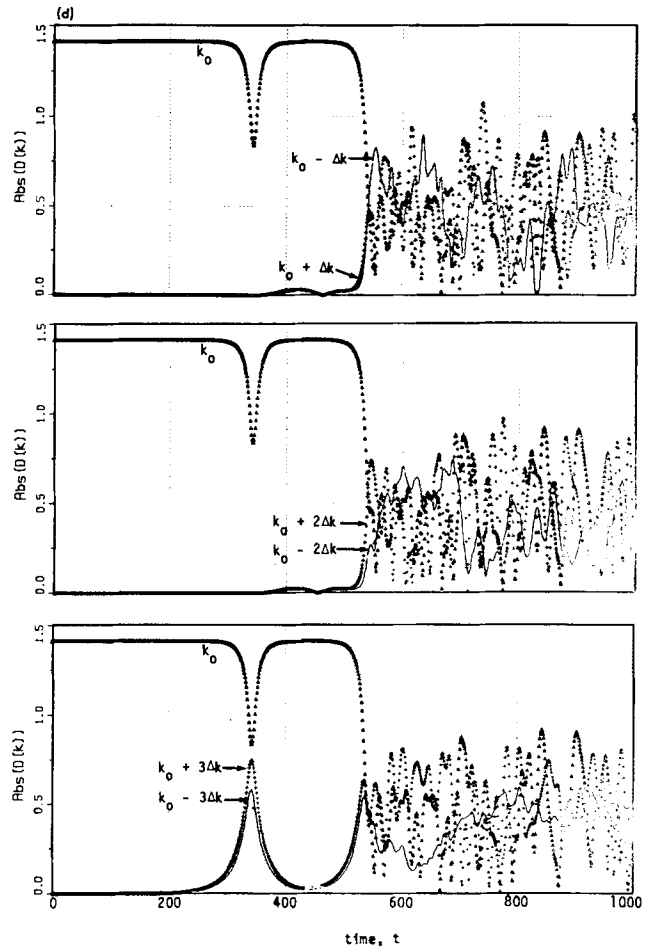 (d)
1.5
k₀
1.0
Abs(D(k))
k₀ - Δk
0.5
k₀ + Δk
0.0
1.5
k₀
1.0
Abs(D(k))
0.5
k₀ + 2Δk
k₀ - 2Δk
0.0
1.5
k₀
1.0
Abs(D(k))
k₀ + 3Δk
0.5
k₀ - 3Δk
0.0
0 200 400 600 800 1000
time, t